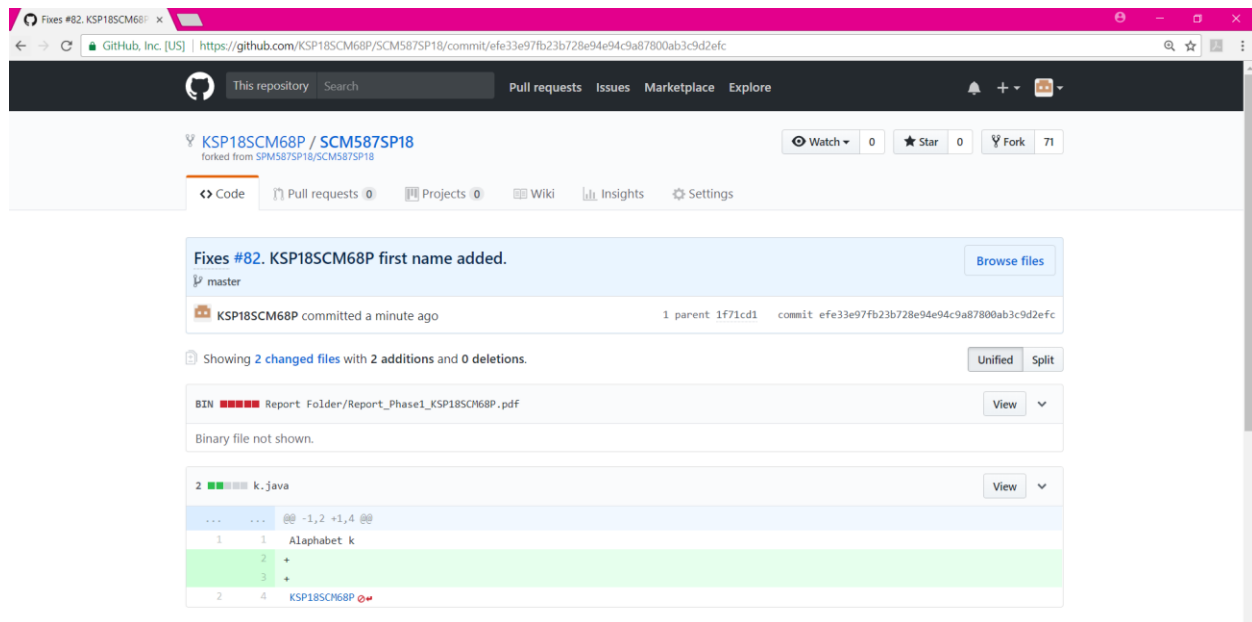 Fixes #82. KSP18SCM68P
GitHub, Inc. [US] | https://github.com/KSP18SCM68P/SCM587SP18/commit/efe33e97fb23b728e94e94c9a87800ab3c9d2efc
This repository Search Pull requests Issues Marketplace Explore
KSP18SCM68P / SCM587SP18 Watch 0 Star 0 Fork 71
forked from SPM587SP18/SCM587SP18
<> Code Pull requests 0 Projects 0 Wiki Insights Settings
Fixes #82. KSP18SCM68P first name added. Browse files
master
KSP18SCM68P committed a minute ago 1 parent 1f71cd1 commit efe33e97fb23b728e94e94c9a87800ab3c9d2efc
Showing 2 changed files with 2 additions and 0 deletions. Unified Split
BIN Report Folder/Report_Phase1_KSP18SCM68P.pdf View
Binary file not shown.
2 k.java View
... ... @@ -1,2 +1,4 @@
1 1 Alaphabet k
2 +
3 +
2 4 KSP18SCM68P